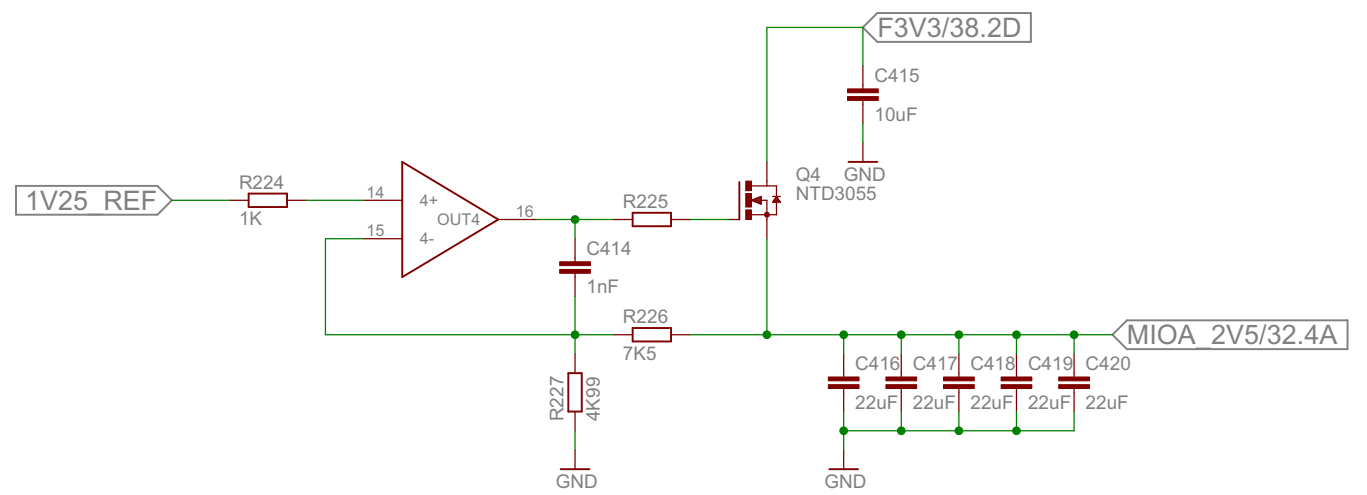 F3V3/38.2D
C415
10uF
GND
Q4
NTD3055
1V25_REF
R224
1K
14
4+
15
4-
OUT4
16
R225
C414
1nF
R226
7K5
R227
4K99
GND
MIOA_2V5/32.4A
C416
C417
C418
C419
C420
22uF
22uF
22uF
22uF
22uF
GND